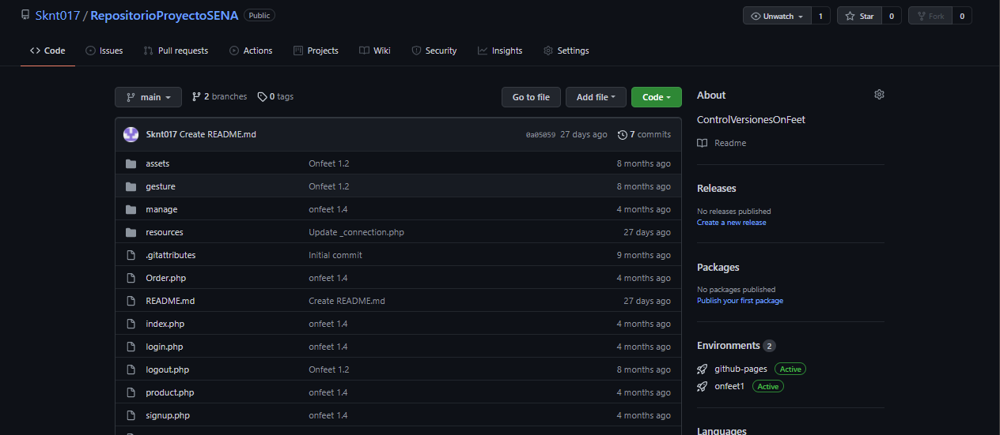 Sknt017 / RepositorioProyectoSENA Public Unwatch 1 Star 0 Fork 0
Code Issues Pull requests Actions Projects Wiki Security Insights Settings
main 2 branches 0 tags Go to file Add file Code
Sknt017 Create README.md 0a05059 27 days ago 7 commits
assets Onfeet 1.2 8 months ago
gesture Onfeet 1.2 8 months ago
manage onfeet 1.4 4 months ago
resources Update _connection.php 27 days ago
.gitattributes Initial commit 9 months ago
Order.php onfeet 1.4 4 months ago
README.md Create README.md 27 days ago
index.php onfeet 1.4 4 months ago
login.php onfeet 1.4 4 months ago
logout.php Onfeet 1.2 8 months ago
product.php onfeet 1.4 4 months ago
signup.php onfeet 1.4 4 months ago
About
ControlVersionesOnFeet
Readme
Releases
No releases published
Create a new release
Packages
No packages published
Publish your first package
Environments 2
github-pages Active
onfeet1 Active
Languages